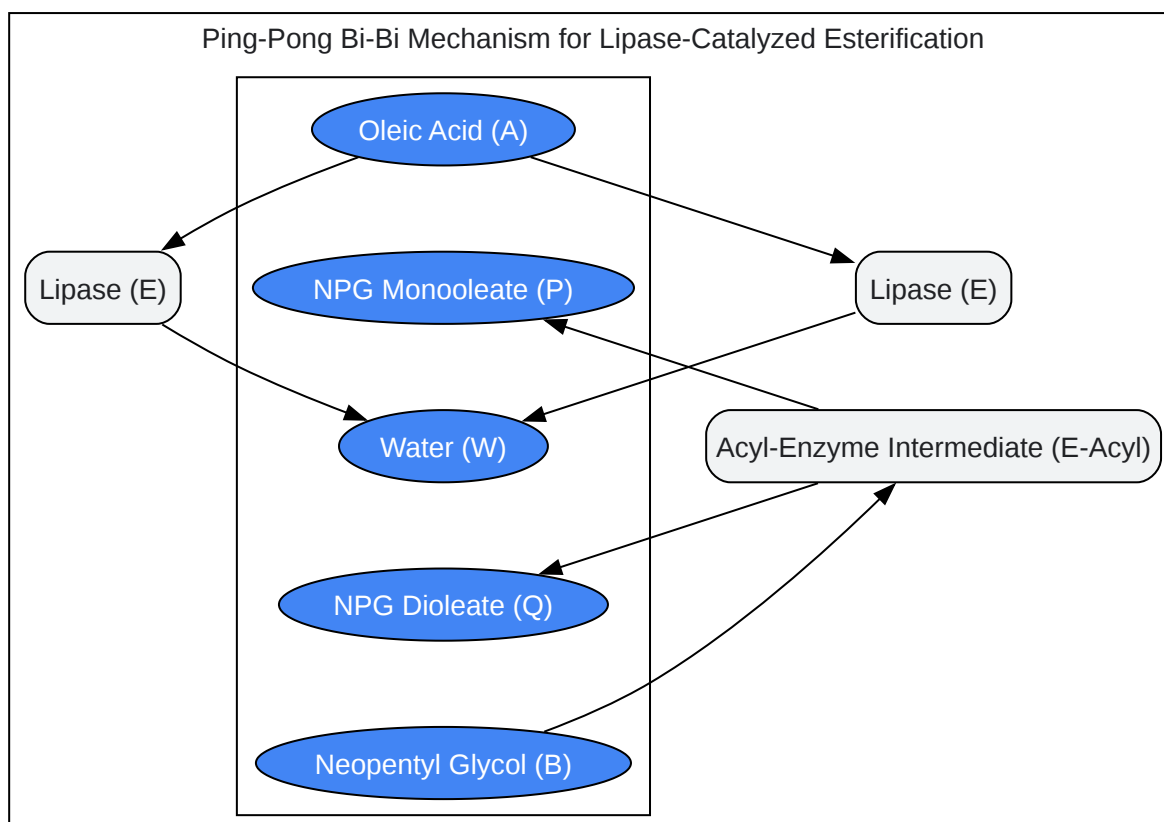 Ping-Pong Bi-Bi Mechanism for Lipase-Catalyzed Esterification
Oleic Acid (A)
Lipase (E)
NPG Monooleate (P)
Lipase (E)
Water (W)
Acyl-Enzyme Intermediate (E-Acyl)
NPG Dioleate (Q)
Neopentyl Glycol (B)